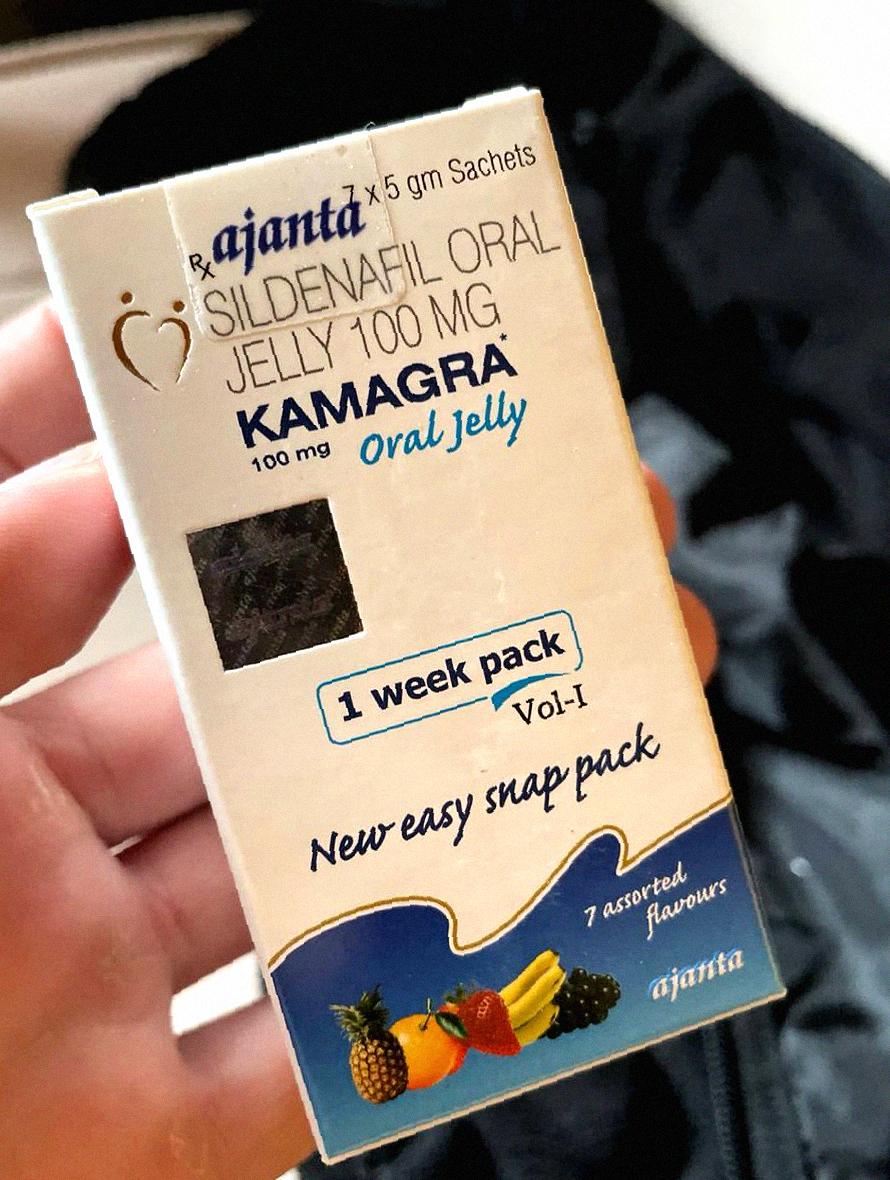 7 x 5 gm Sachets
Rx ajanta
SILDENAFIL ORAL
JELLY 100 MG
KAMAGRA*
100 mg Oral Jelly
1 week pack
Vol-I
New easy snap pack
7 assorted
flavours
ajanta